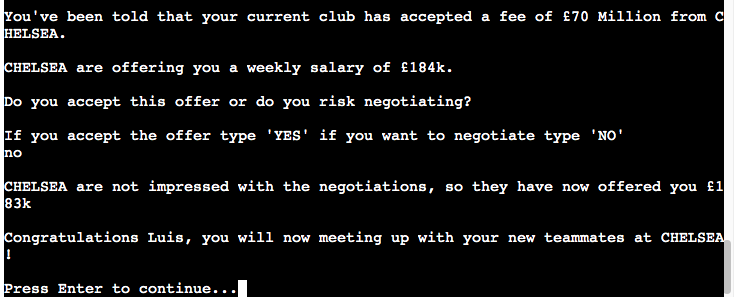 You've been told that your current club has accepted a fee of £70 Million from C
HELSEA.
CHELSEA are offering you a weekly salary of £184k.
Do you accept this offer or do you risk negotiating?
If you accept the offer type 'YES' if you want to negotiate type 'NO'
no
CHELSEA are not impressed with the negotiations, so they have now offered you £1
83k
Congratulations Luis, you will now meeting up with your new teammates at CHELSEA
!
Press Enter to continue...